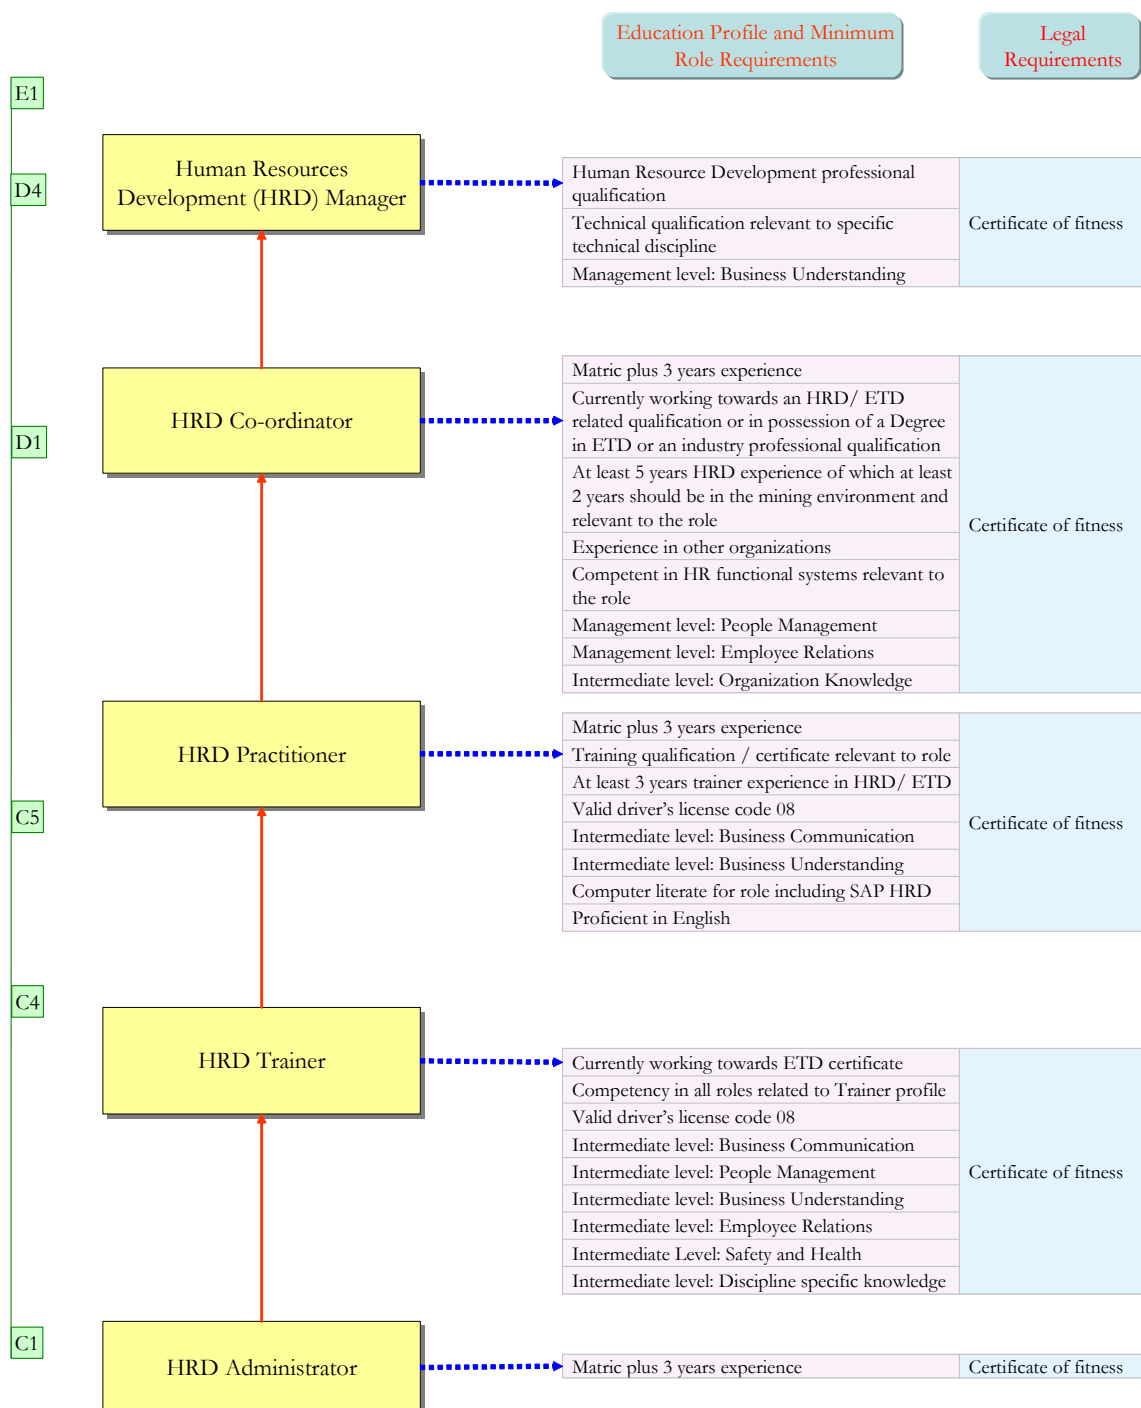 Education Profile and Minimum
Role Requirements
Legal
Requirements
E1
Human Resources
Development (HRD) Manager
D4
Human Resource Development professional
qualification
Technical qualification relevant to specific
technical discipline
Management level: Business Understanding
Certificate of fitness
HRD Co-ordinator
D1
Matric plus 3 years experience
Currently working towards an HRD/ ETD
related qualification or in possession of a Degree
in ETD or an industry professional qualification
At least 5 years HRD experience of which at least
2 years should be in the mining environment and
relevant to the role
Experience in other organizations
Competent in HR functional systems relevant to
the role
Management level: People Management
Management level: Employee Relations
Intermediate level: Organization Knowledge
Certificate of fitness
HRD Practitioner
C5
Matric plus 3 years experience
Training qualification / certificate relevant to role
At least 3 years trainer experience in HRD/ ETD
Valid driver's license code 08
Intermediate level: Business Communication
Intermediate level: Business Understanding
Computer literate for role including SAP HRD
Proficient in English
Certificate of fitness
C4
HRD Trainer
Currently working towards ETD certificate
Competency in all roles related to Trainer profile
Valid driver's license code 08
Intermediate level: Business Communication
Intermediate level: People Management
Intermediate level: Business Understanding
Intermediate level: Employee Relations
Intermediate Level: Safety and Health
Intermediate level: Discipline specific knowledge
Certificate of fitness
C1
HRD Administrator
Matric plus 3 years experience
Certificate of fitness